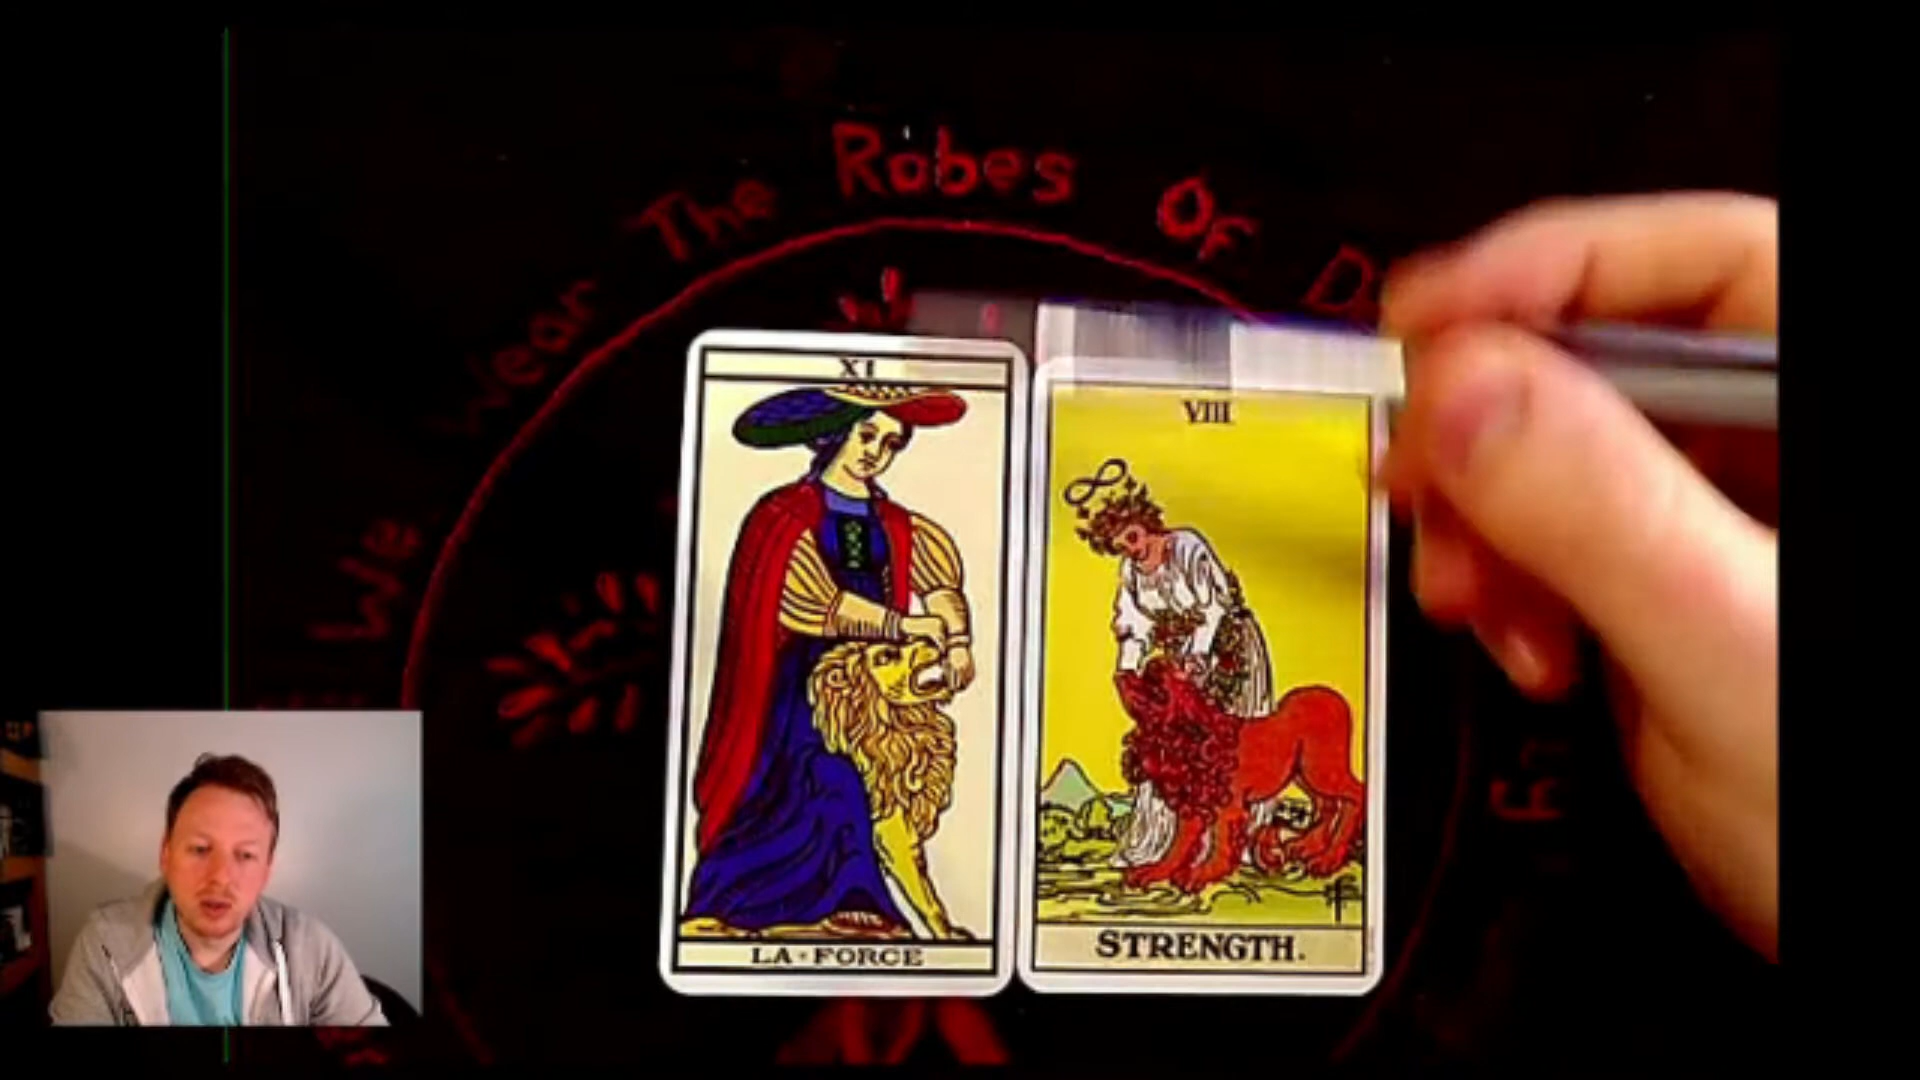 We Wear The Robes Of
XI
LA·FORCE
VIII
STRENGTH.